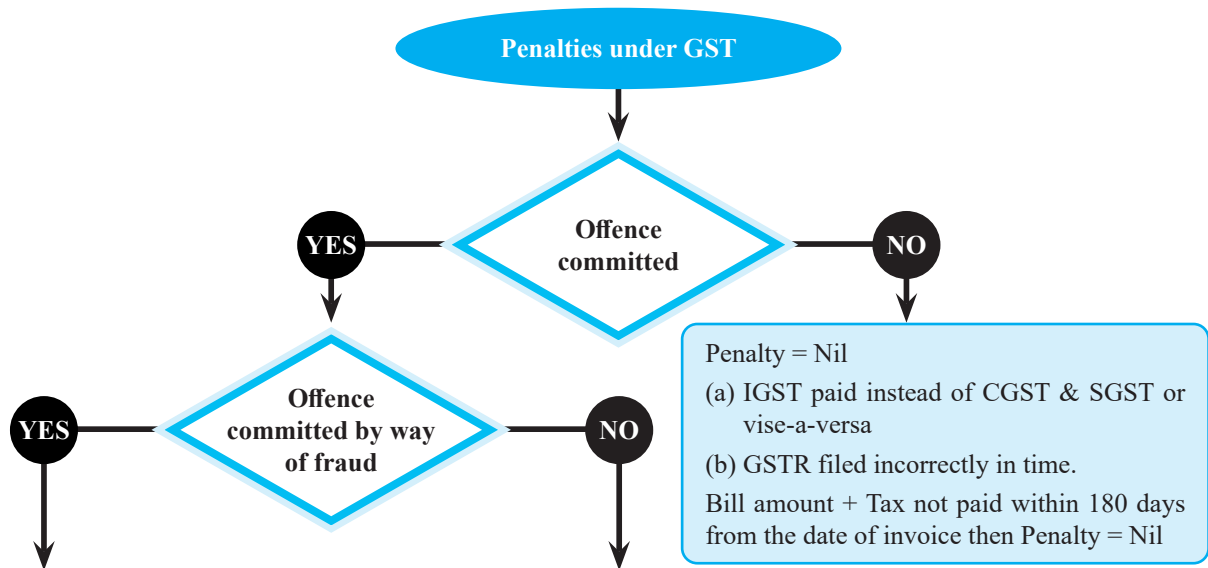 Penalties under GST
YES
Offence
committed
NO
Penalty = Nil
(a) IGST paid instead of CGST & SGST or
vise-a-versa
(b) GSTR filed incorrectly in time.
Bill amount + Tax not paid within 180 days
from the date of invoice then Penalty = Nil
YES
Offence
committed by way
of fraud
NO